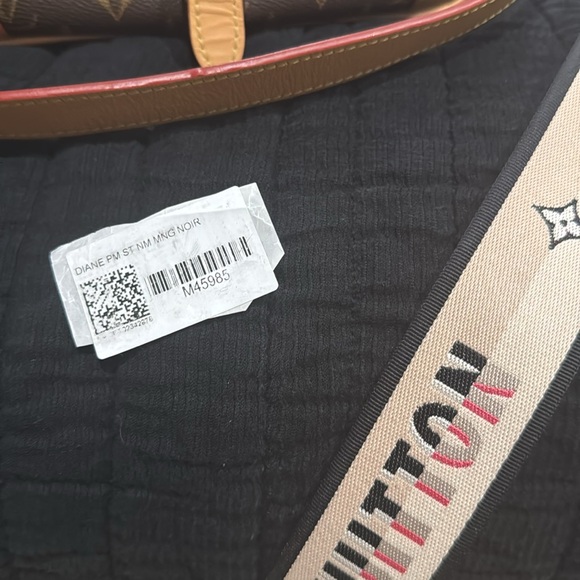 DIANE PM ST NM MNG NOIR
M45985
UITTON